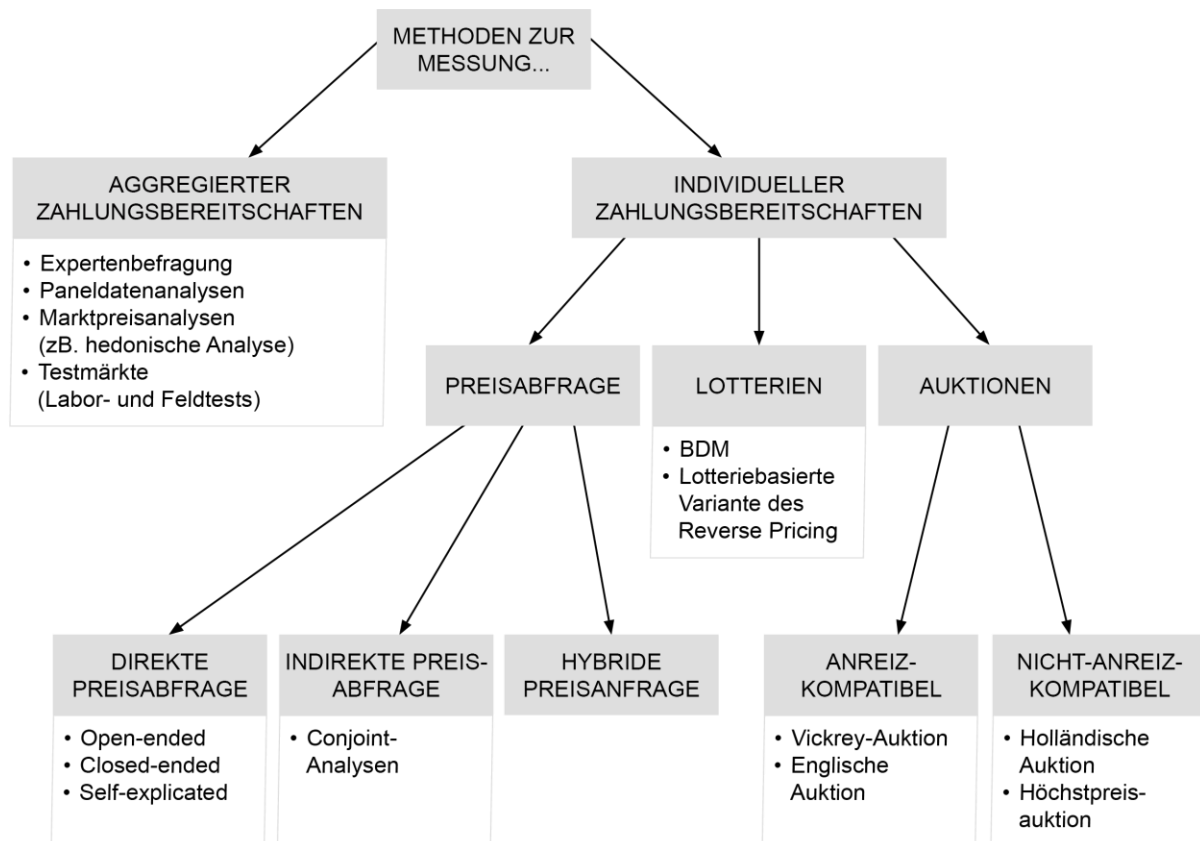 METHODEN ZUR
MESSUNG...
AGGREGIERTER
ZAHLUNGSBEREITSCHAFTEN
• Expertenbefragung
• Paneldatenanalysen
• Marktpreisanalysen
(zB. hedonische Analyse)
• Testmärkte
(Labor- und Feldtests)
INDIVIDUELLER
ZAHLUNGSBEREITSCHAFTEN
PREISABFRAGE
LOTTERIEN
• BDM
• Lotteriebasierte
Variante des
Reverse Pricing
AUKTIONEN
DIREKTE
PREISABFRAGE
• Open-ended
• Closed-ended
• Self-explicated
INDIREKTE PREIS-
ABFRAGE
• Conjoint-
Analysen
HYBRIDE
PREISANFRAGE
ANREIZ-
KOMPATIBEL
• Vickrey-Auktion
• Englische
Auktion
NICHT-ANREIZ-
KOMPATIBEL
• Holländische
Auktion
• Höchstpreis-
auktion